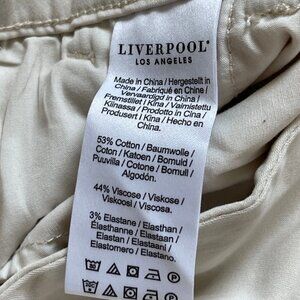 LIVERPOOL
LOS ANGELES
Made in China / Hergestellt in
China / Fabriqué en Chine /
Vervaardigd in China /
Fremstillet i Kina / Valmistettu
Kiinassa / Prodotto in Cina /
Produsert i Kina / Hecho en
China.
53% Cotton / Baumwolle /
Coton / Katoen / Bomuld /
Puuvilla / Cotone / Bomull /
Algodón.
44% Viscose / Viskose /
Viskoosi / Viscosa.
3% Elastane / Elasthan /
Élasthanne / Elasthan /
Elastan / Elastaani /
Elastomero / Elastano.